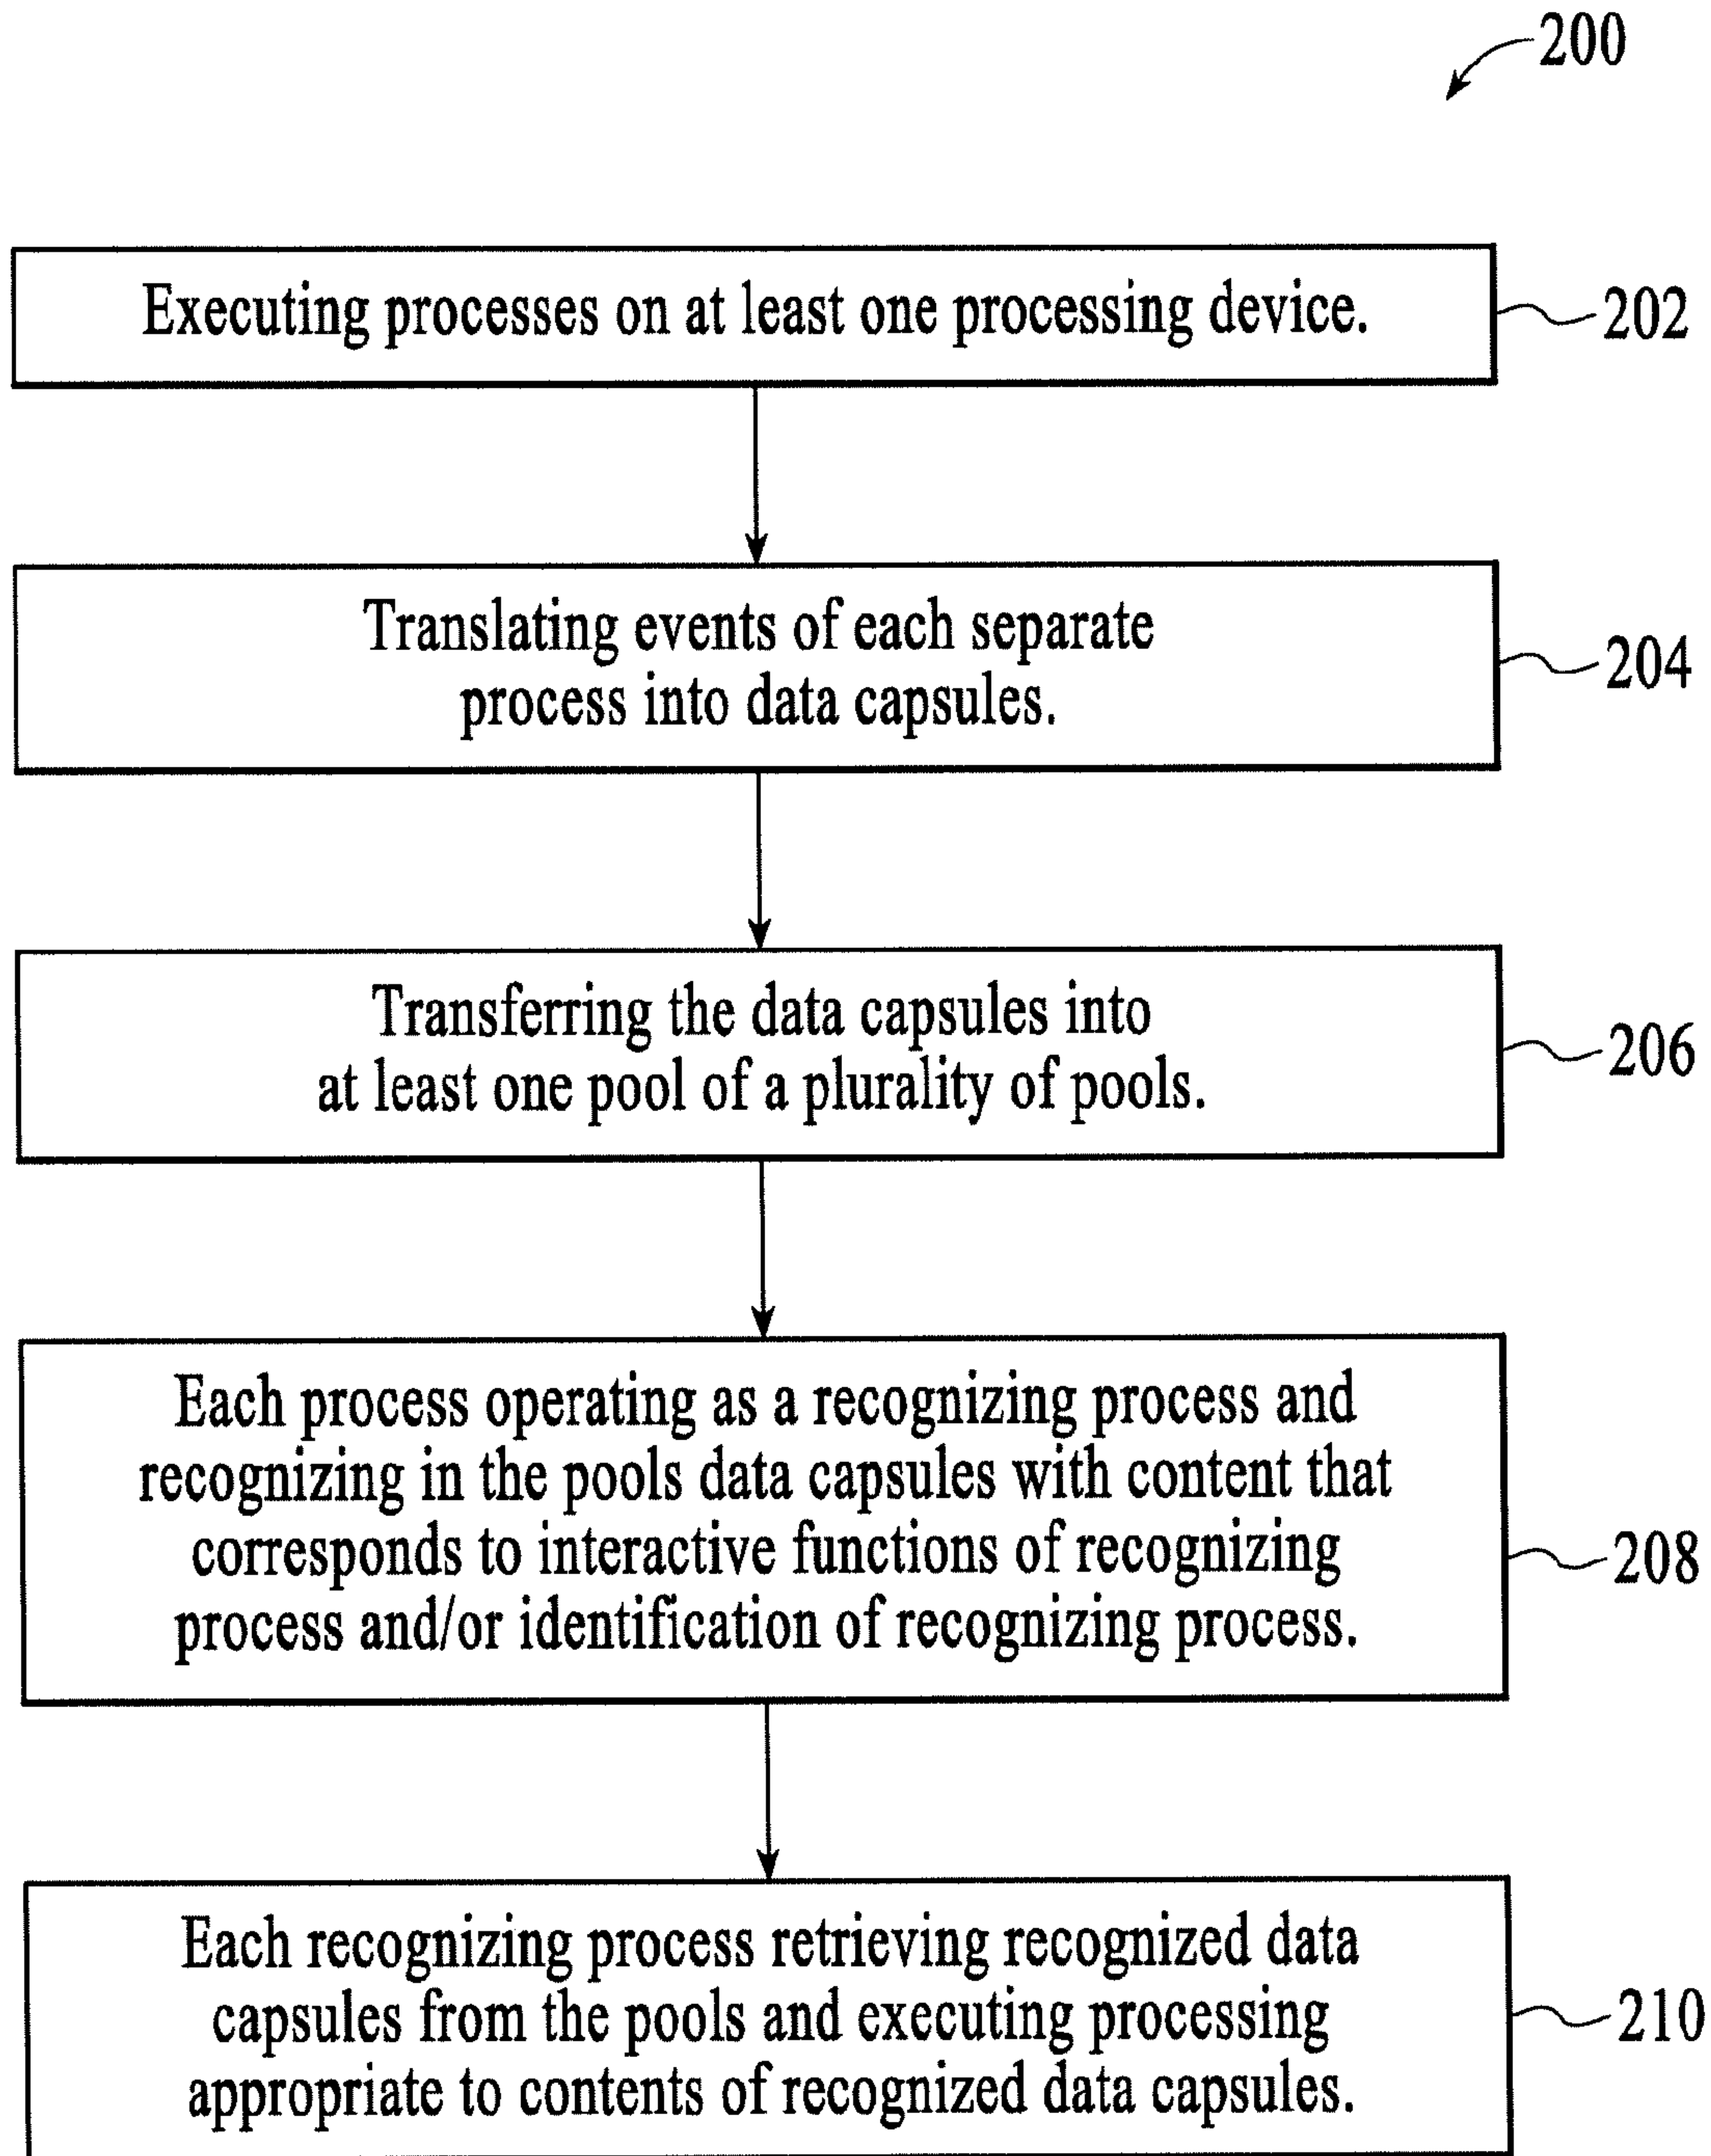 200
Executing processes on at least one processing device.
202
Translating events of each separate
process into data capsules.
204
Transferring the data capsules into
at least one pool of a plurality of pools.
206
Each process operating as a recognizing process and
recognizing in the pools data capsules with content that
corresponds to interactive functions of recognizing
process and/or identification of recognizing process.
208
Each recognizing process retrieving recognized data
capsules from the pools and executing processing
appropriate to contents of recognized data capsules.
210